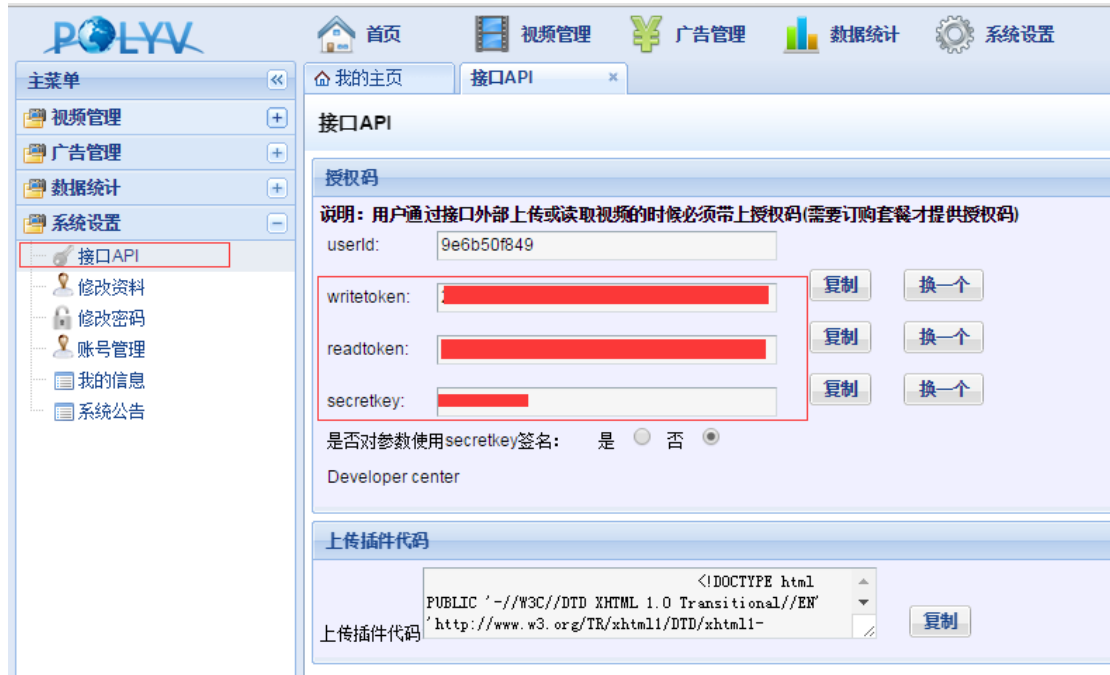 POLYV
首页
视频管理
广告管理
数据统计
系统设置
主菜单
我的主页
接口API
视频管理
广告管理
数据统计
系统设置
接口API
修改资料
修改密码
账号管理
我的信息
系统公告
接口API
授权码
说明：用户通过接口外部上传或读取视频的时候必须带上授权码(需要订购套餐才提供授权码)
userId: 9e6b50f849
writetoken: 复制 换一个
readtoken: 复制 换一个
secretkey: 复制 换一个
是否对参数使用secretkey签名： 是 否
Developer center
上传插件代码
上传插件代码
<!DOCTYPE html
PUBLIC '-//W3C//DTD XHTML 1.0 Transitional//EN'
'http://www.w3.org/TR/xhtml1/DTD/xhtml1-
复制